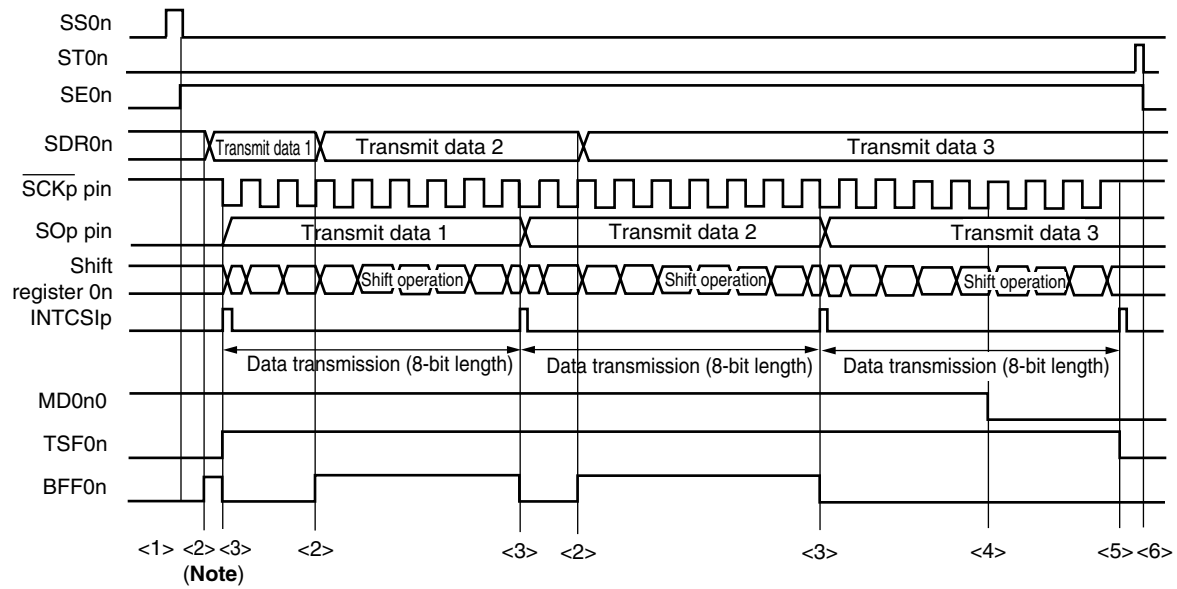 SS0n
ST0n
SE0n
SDR0n
Transmit data 1
Transmit data 2
Transmit data 3
SCKp pin
SOp pin
Transmit data 1
Transmit data 2
Transmit data 3
Shift
register 0n
Shift operation
Shift operation
Shift operation
INTCSIp
Data transmission (8-bit length)
Data transmission (8-bit length)
Data transmission (8-bit length)
MD0n0
TSF0n
BFF0n
<1> <2> <3> <2> <3> <2> <3> <4> <5> <6>
(Note)